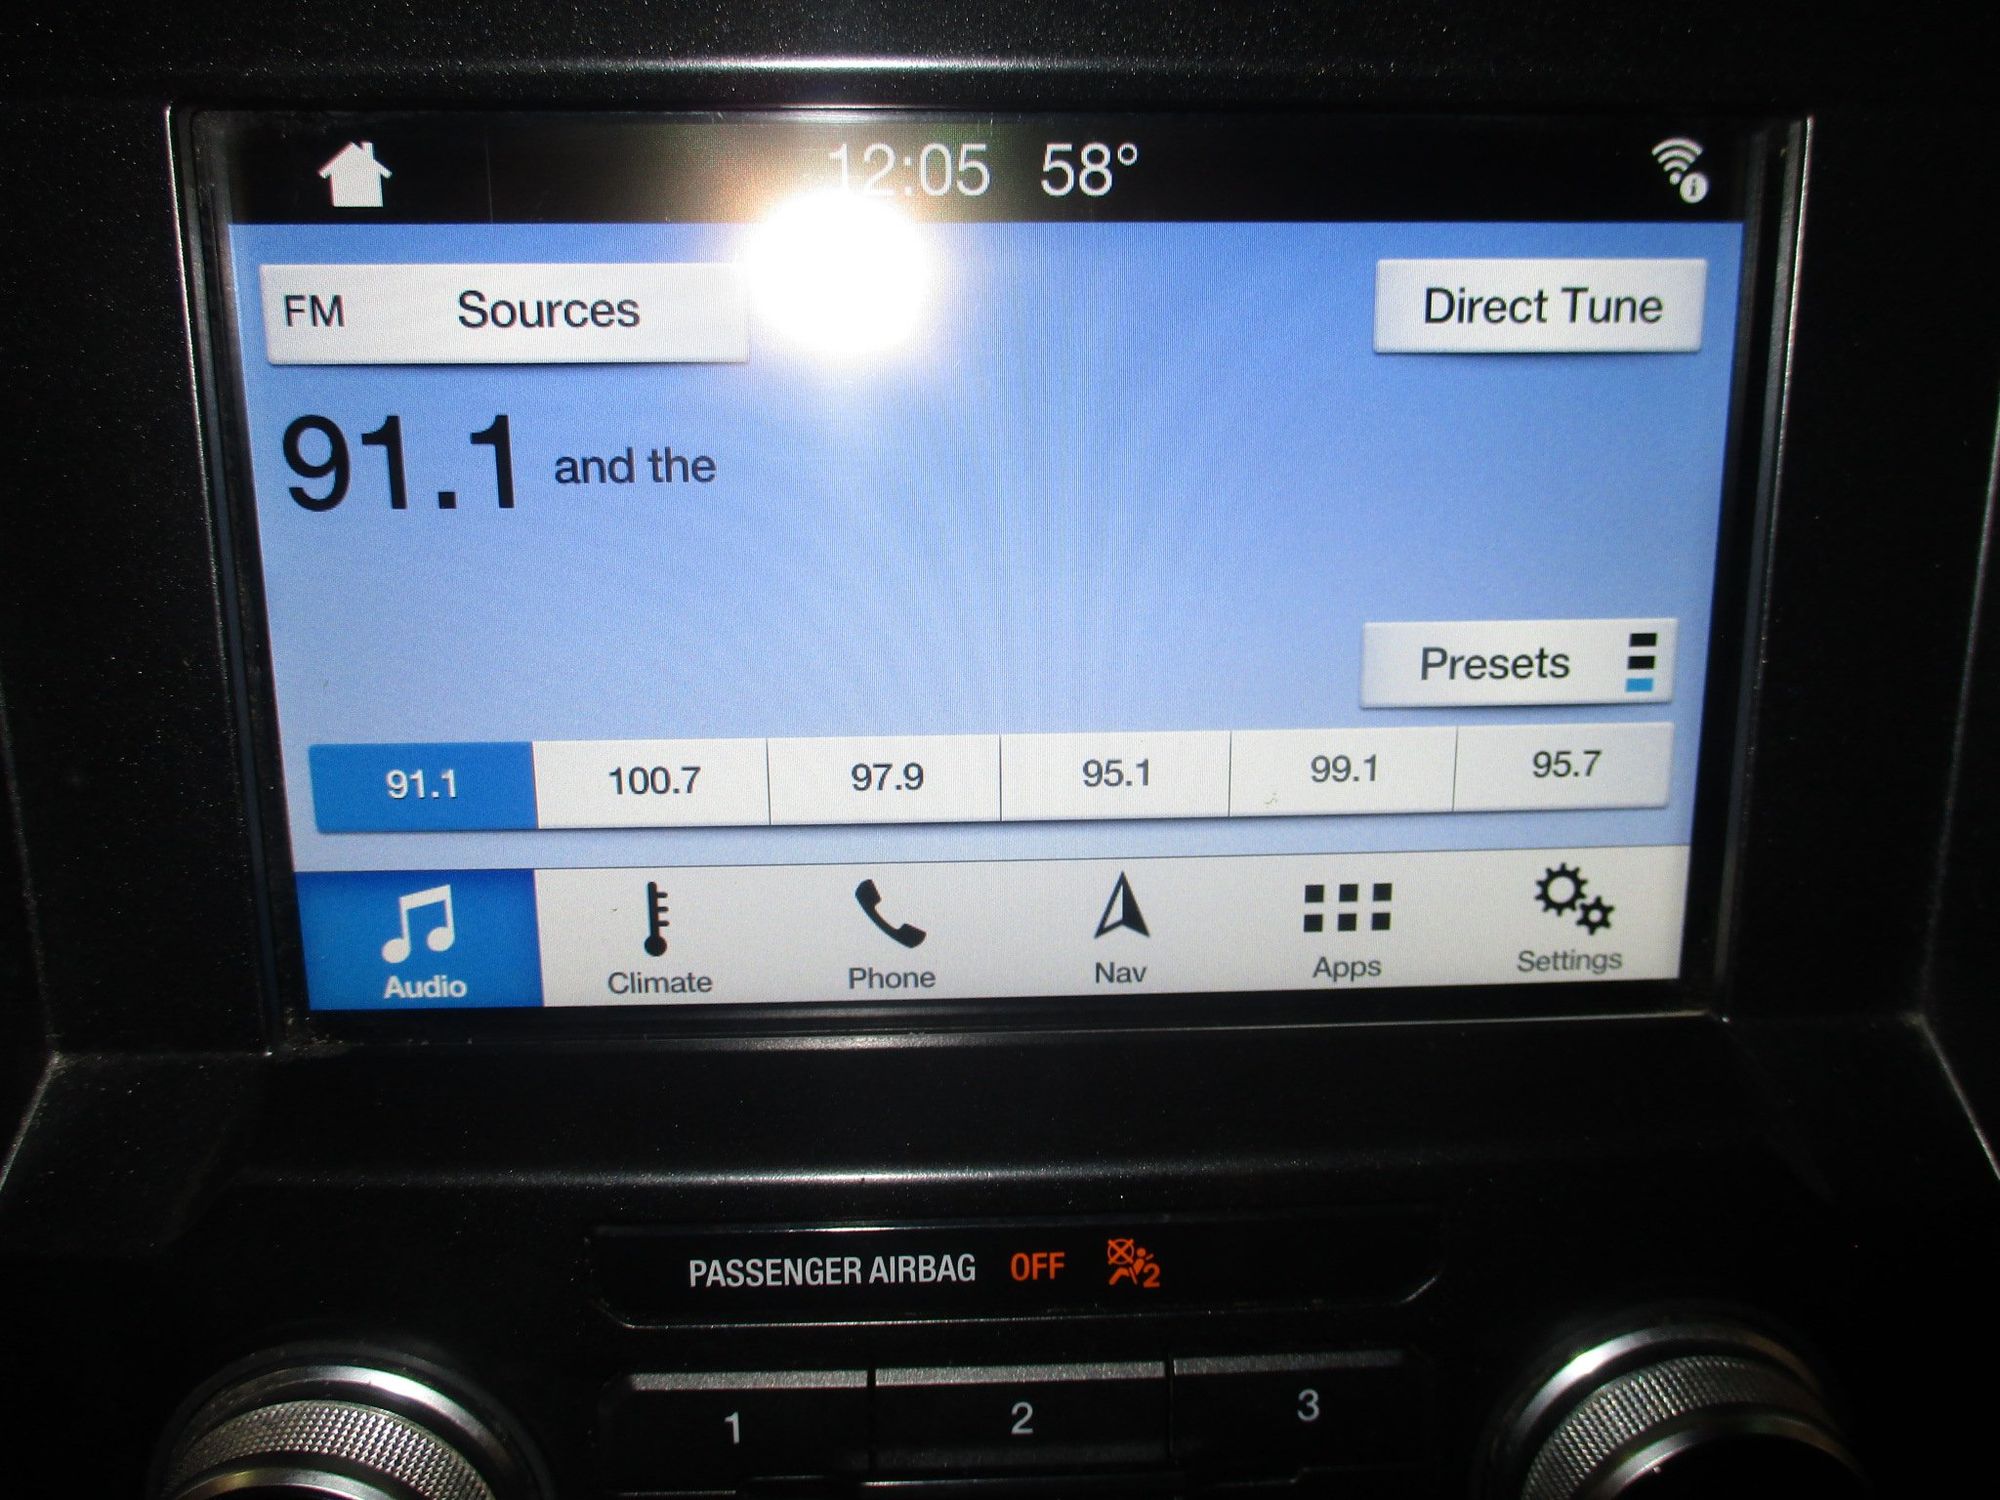 12:05 58°
FM Sources Direct Tune
91.1 and the
Presets
91.1 100.7 97.9 95.1 99.1 95.7
Audio Climate Phone Nav Apps Settings
PASSENGER AIRBAG OFF 2
1 2 3